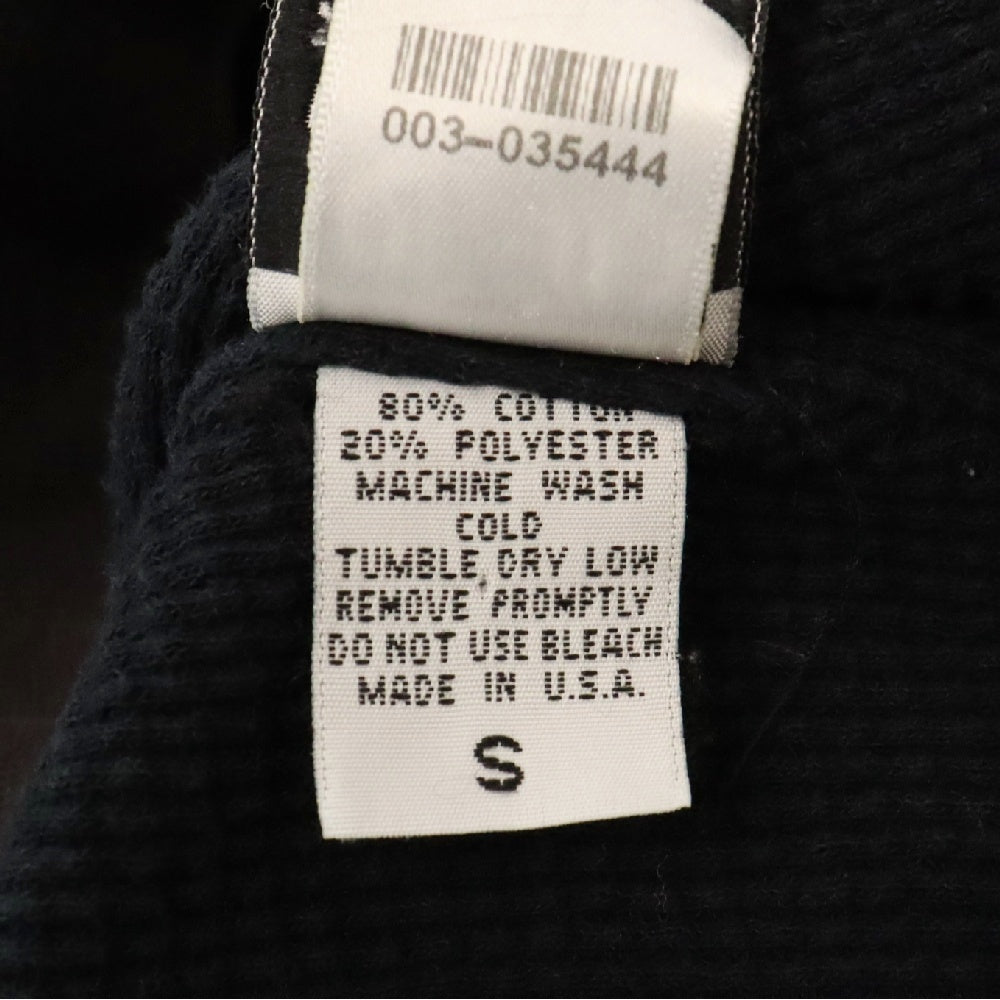 003-035444
80% COTTON
20% POLYESTER
MACHINE WASH
COLD
TUMBLE DRY LOW
REMOVE PROMPTLY
DO NOT USE BLEACH
MADE IN U.S.A.
S